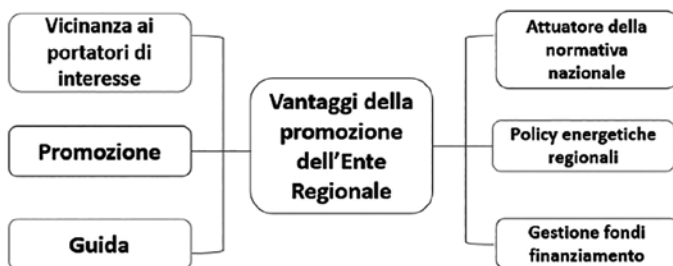 Vicinanza ai
portatori di
interesse
Promozione
Guida
Vantaggi della
promozione
dell'Ente
Regionale
Attuatore della
normativa
nazionale
Policy energetiche
regionali
Gestione fondi
finanziamento